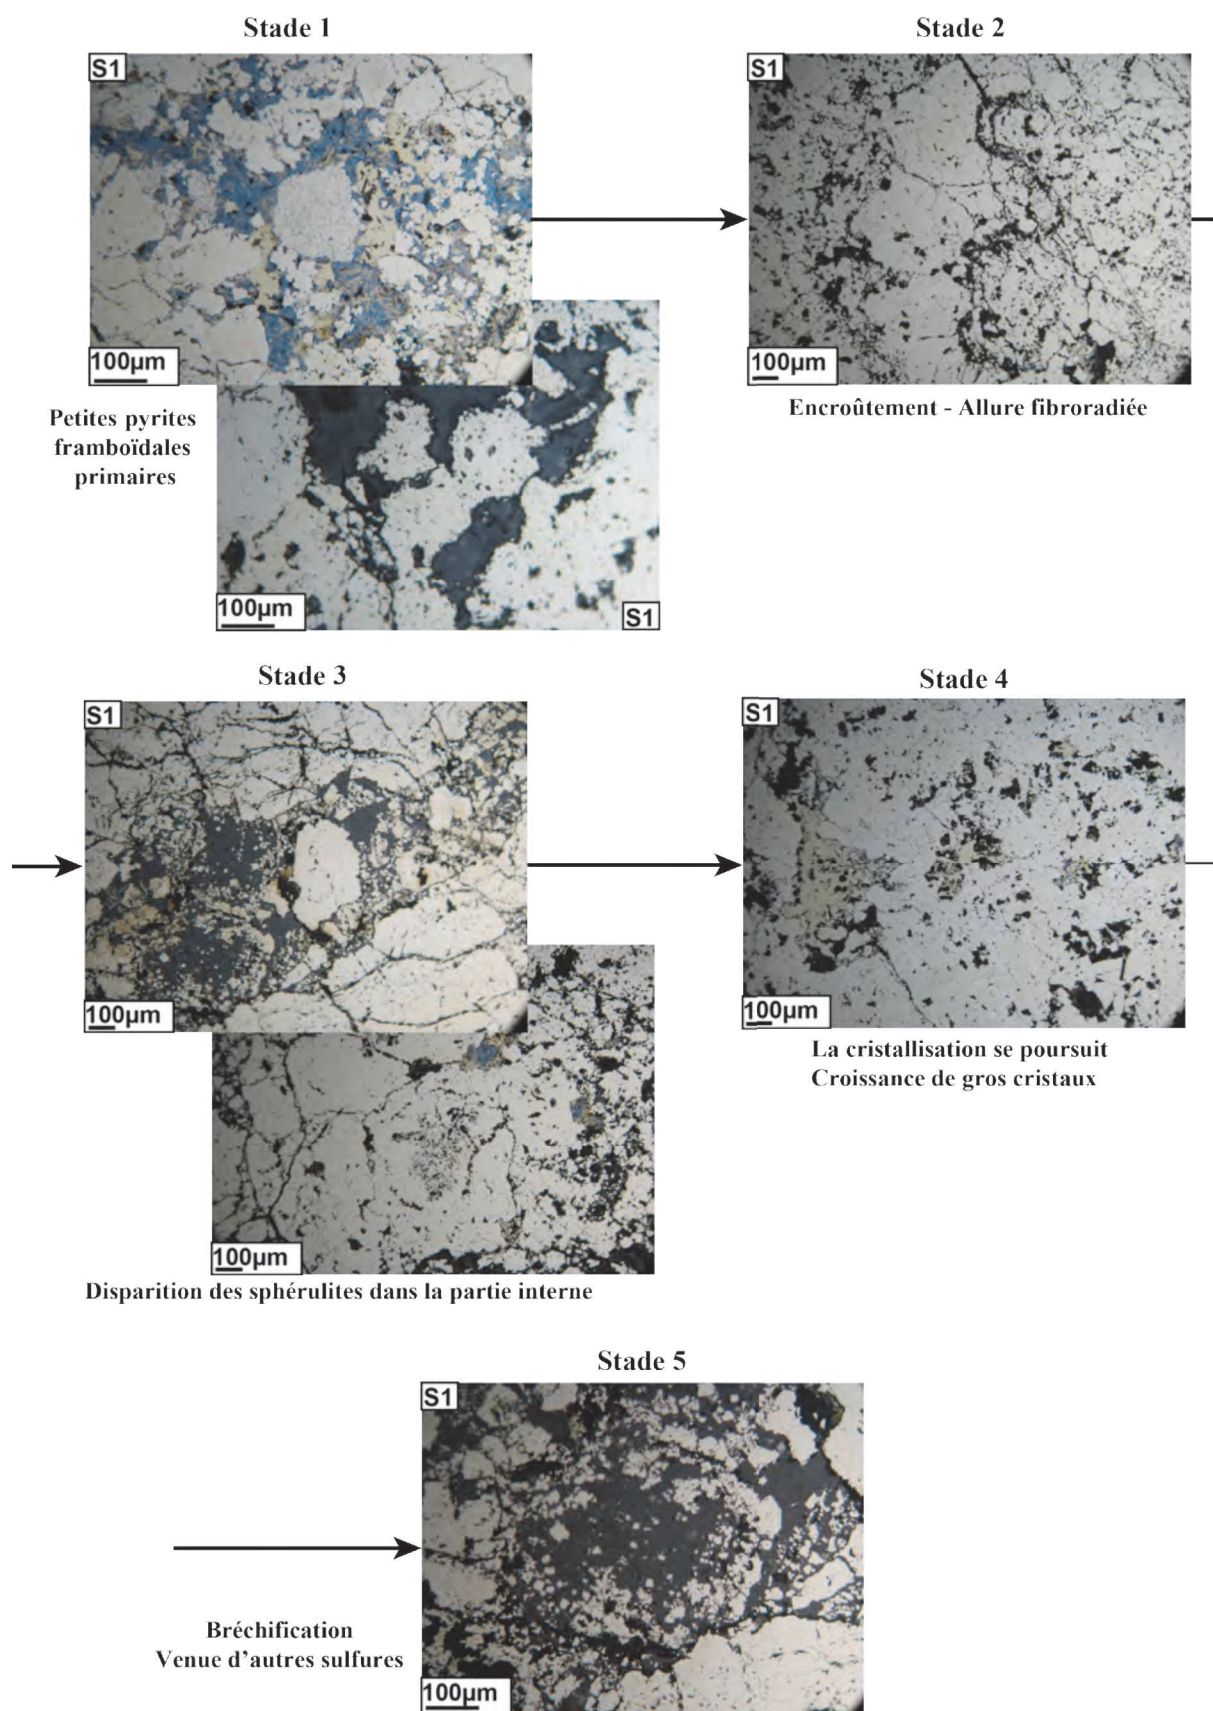 Stade 1
S1
100µm
Petites pyrites
framboïdales
primaires
100µm
S1
Stade 2
S1
100µm
Encroûtement - Allure fibroradiée
Stade 3
S1
100µm
100µm
Disparition des sphérulites dans la partie interne
Stade 4
S1
100µm
La cristallisation se poursuit
Croissance de gros cristaux
Stade 5
S1
100µm
Bréchification
Venue d'autres sulfures